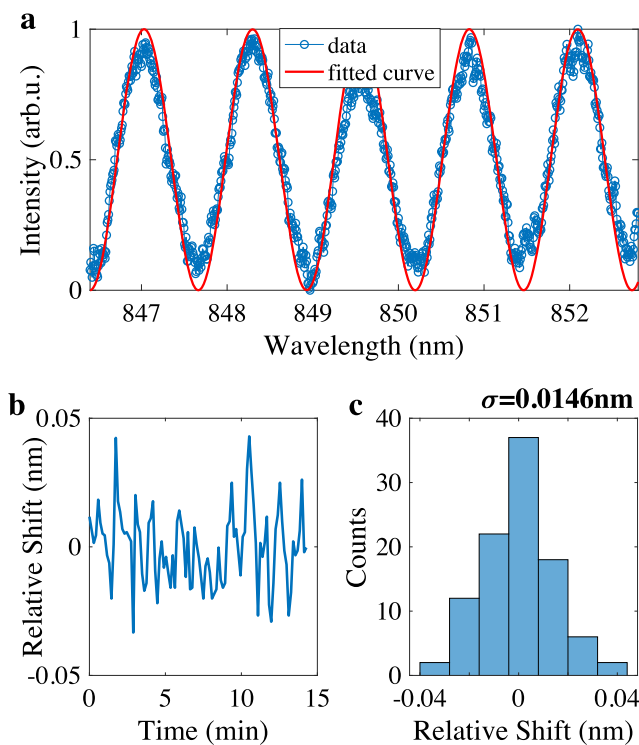 a
1
0.5
0
Intensity (arb.u.)
data
fitted curve
847
848
849
850
851
852
Wavelength (nm)
b
0.05
0
-0.05
Relative Shift (nm)
0
5
10
15
Time (min)
c
σ=0.0146nm
40
30
20
10
0
Counts
-0.04
0
0.04
Relative Shift (nm)